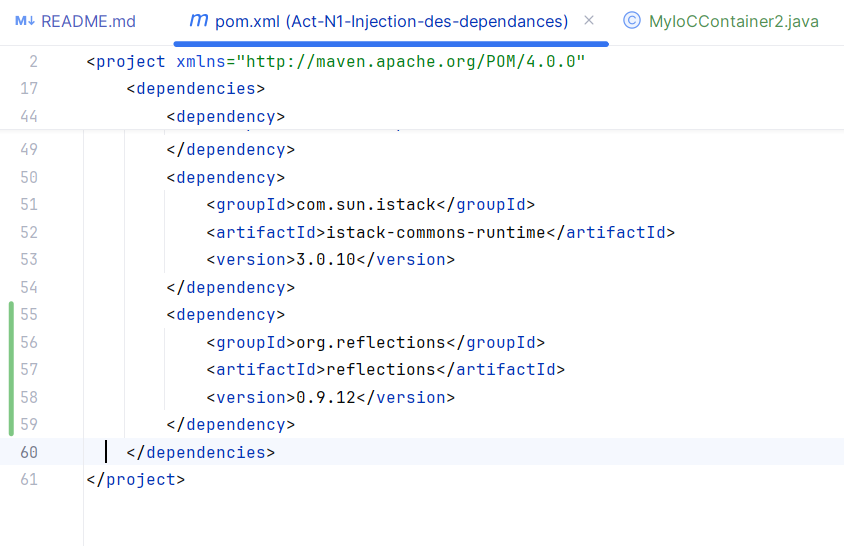 M↓ README.md
m pom.xml (Act-N1-Injection-des-dependances) ×
C MyIoCContainer2.java
2 <project xmlns="http://maven.apache.org/POM/4.0.0"
17 <dependencies>
44 <dependency>
49 </dependency>
50 <dependency>
51 <groupId>com.sun.istack</groupId>
52 <artifactId>istack-commons-runtime</artifactId>
53 <version>3.0.10</version>
54 </dependency>
55 <dependency>
56 <groupId>org.reflections</groupId>
57 <artifactId>reflections</artifactId>
58 <version>0.9.12</version>
59 </dependency>
60 </dependencies>
61 </project>